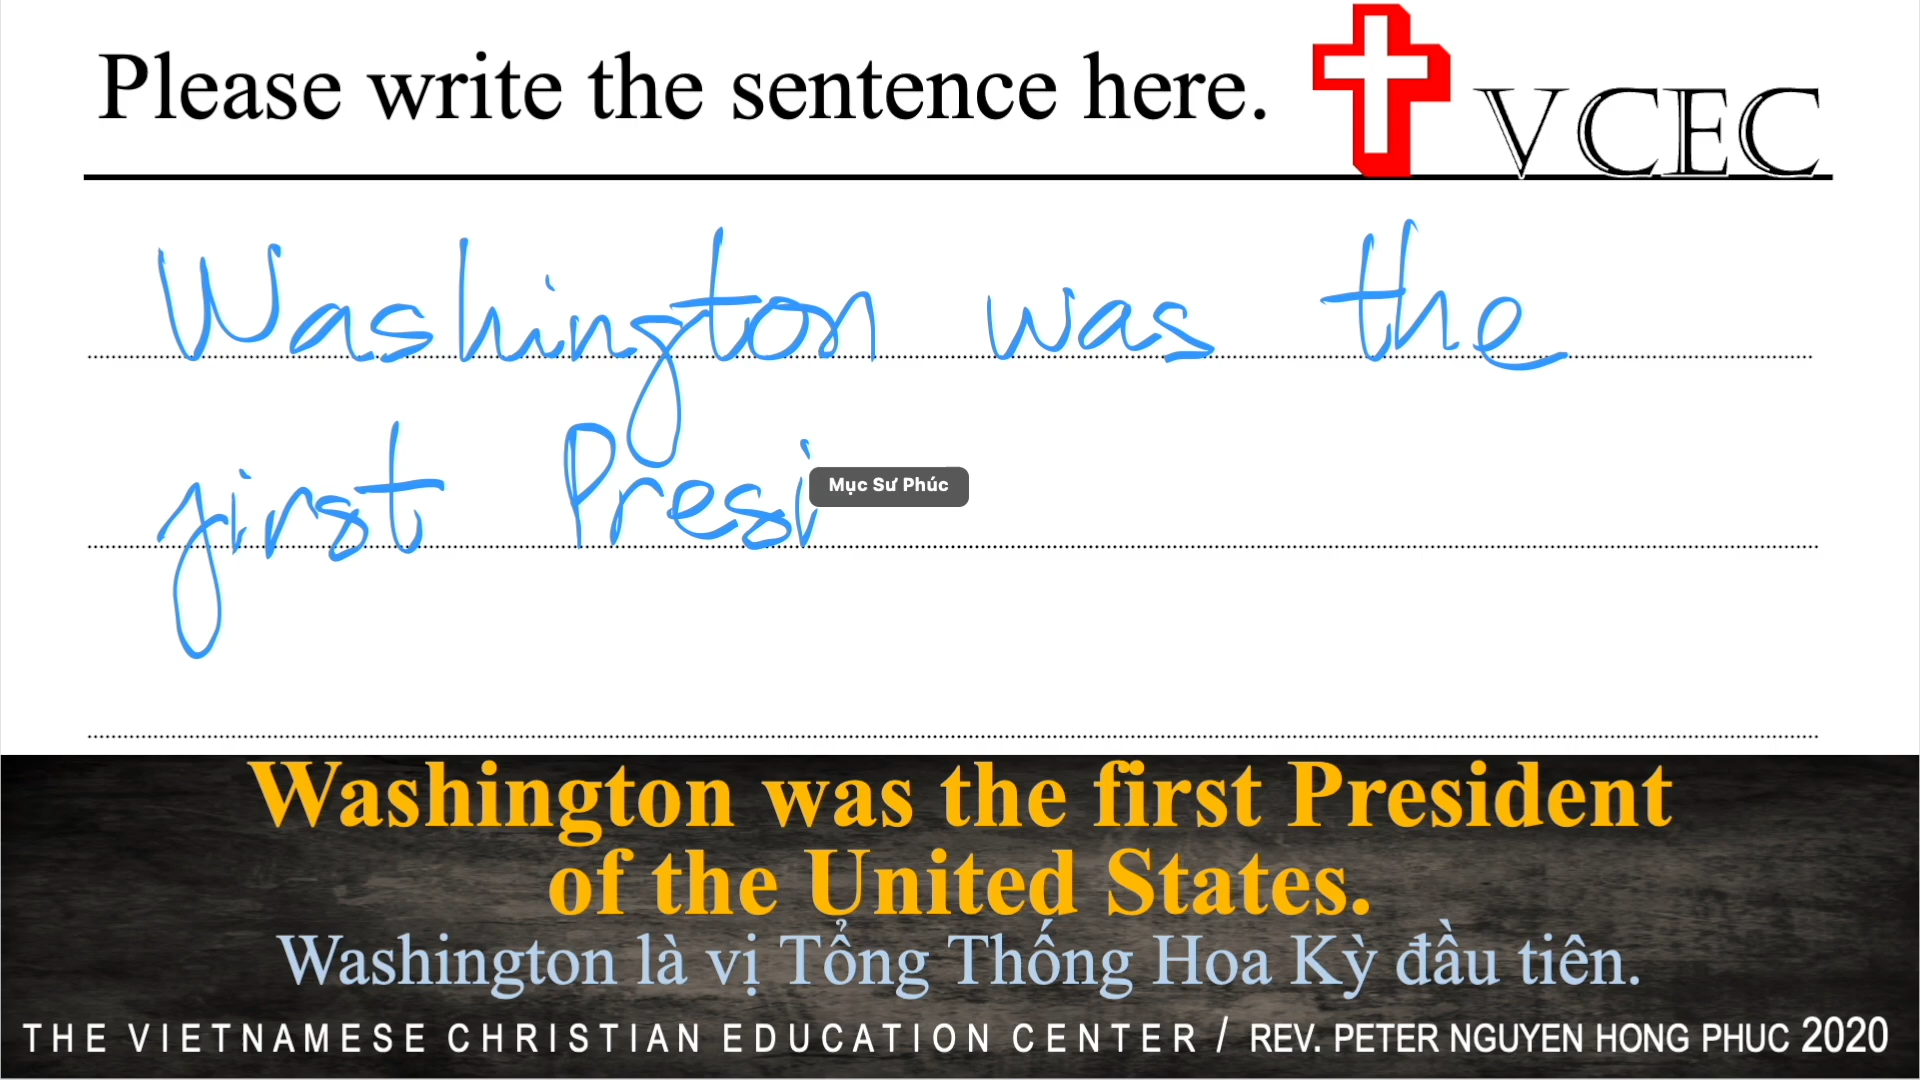 Please write the sentence here.
VCEC
Washington was the
first Presi
Mục Sư Phúc
Washington was the first President
of the United States.
Washington là vị Tổng Thống Hoa Kỳ đầu tiên.
THE VIETNAMESE CHRISTIAN EDUCATION CENTER / REV. PETER NGUYEN HONG PHUC 2020